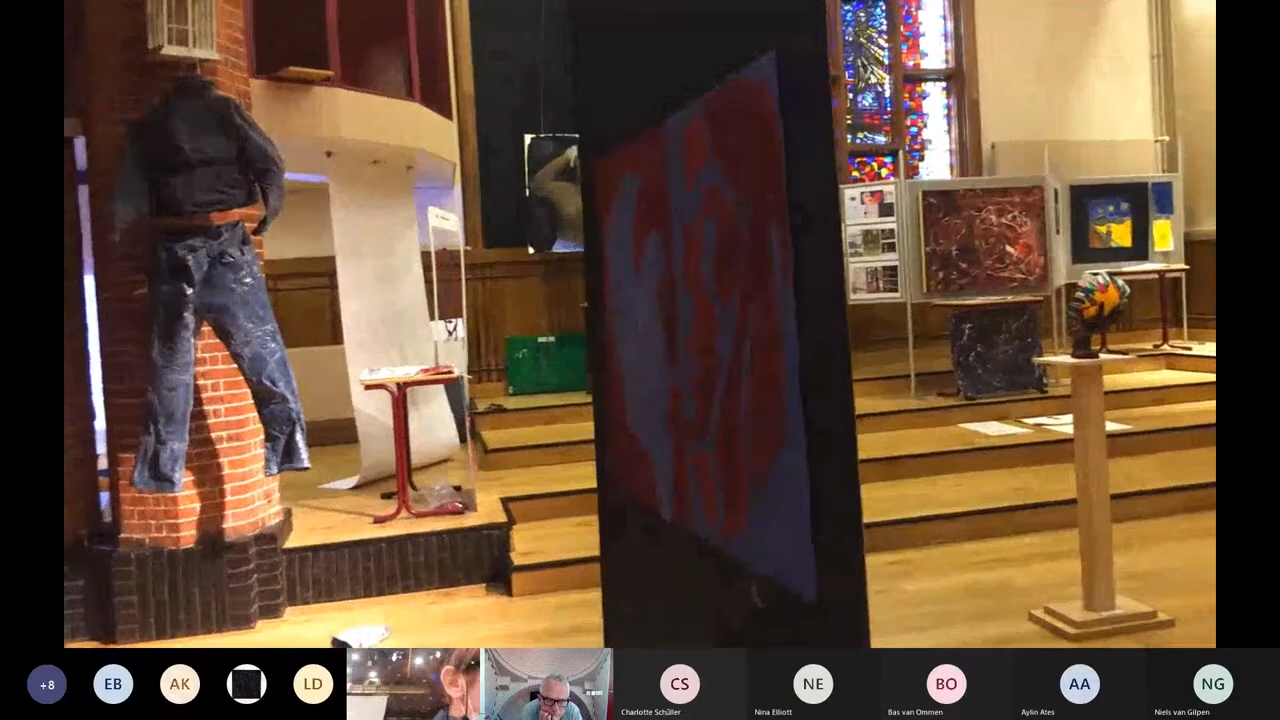 +8
EB
AK
LD
CS
Charlotte Schüller
NE
Nina Elliott
BO
Bas van Ommen
AA
Aylin Ates
NG
Niels van Gilpen